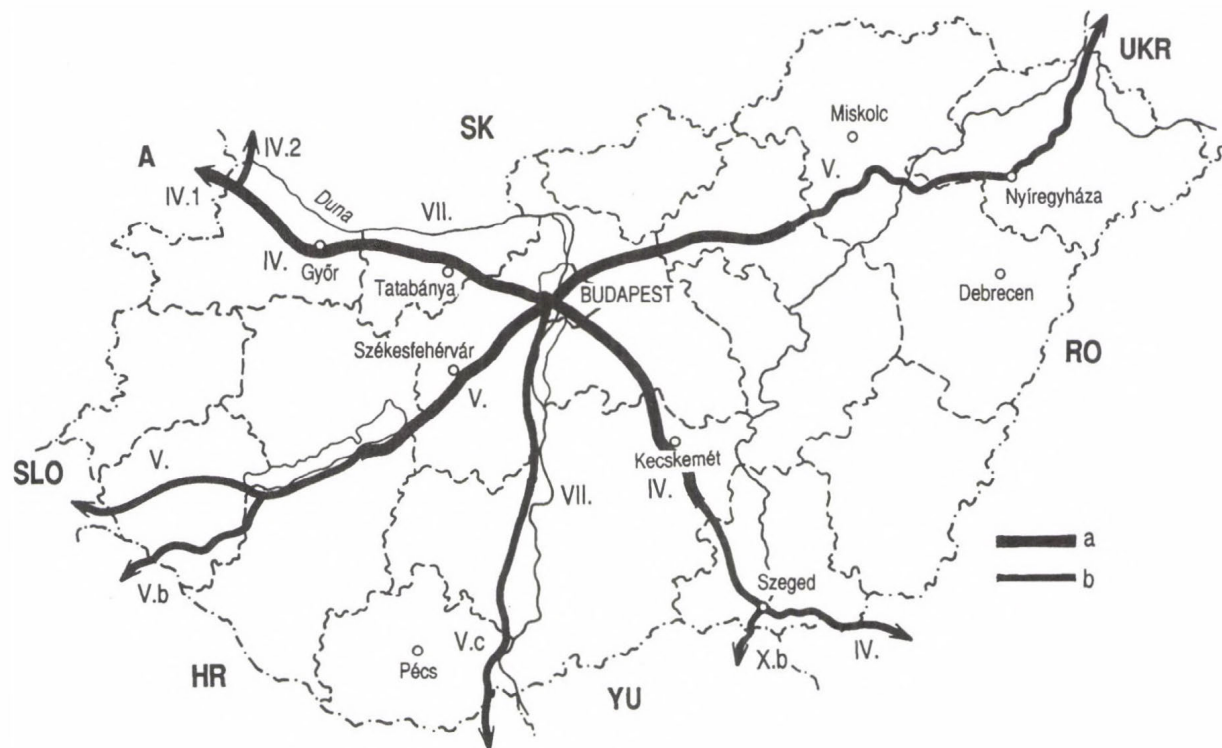 UKR
Miskolc
SK
IV.2
A
V.
IV.1
Duna
VII.
Nyíregyháza
IV.
Győr
Tatabánya
BUDAPEST
Debrecen
Székesfehérvár
RO
V.
V.
SLO
Kecskemét
IV.
VII.
a
b
Szeged
V.b
V.c
X.b
IV.
Pécs
HR
YU